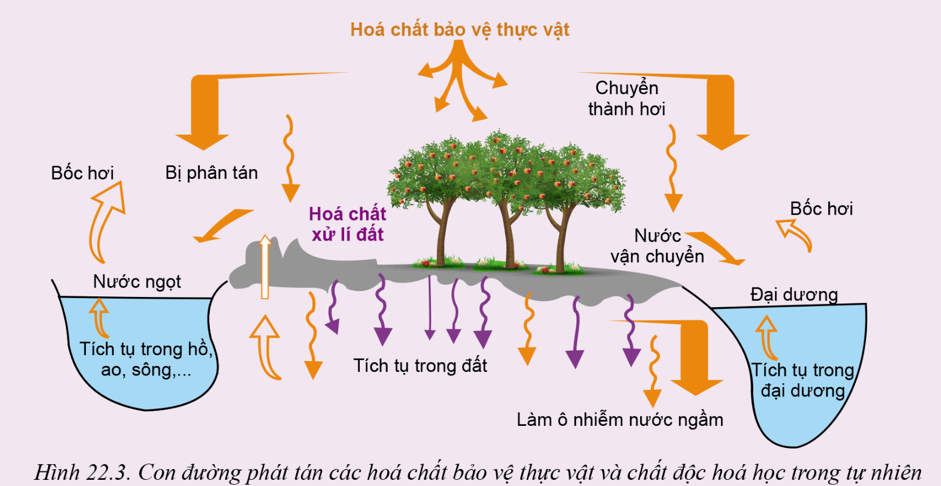 Hoá chất bảo vệ thực vật
Chuyển
thành hơi
Bốc hơi
Bị phân tán
Hoá chất
xử lí đất
Nước
vận chuyển
Bốc hơi
Nước ngọt
Đại dương
Tích tụ trong hồ,
ao, sông,...
Tích tụ trong đất
Tích tụ trong
đại dương
Làm ô nhiễm nước ngầm
Hình 22.3. Con đường phát tán các hoá chất bảo vệ thực vật và chất độc hoá học trong tự nhiên